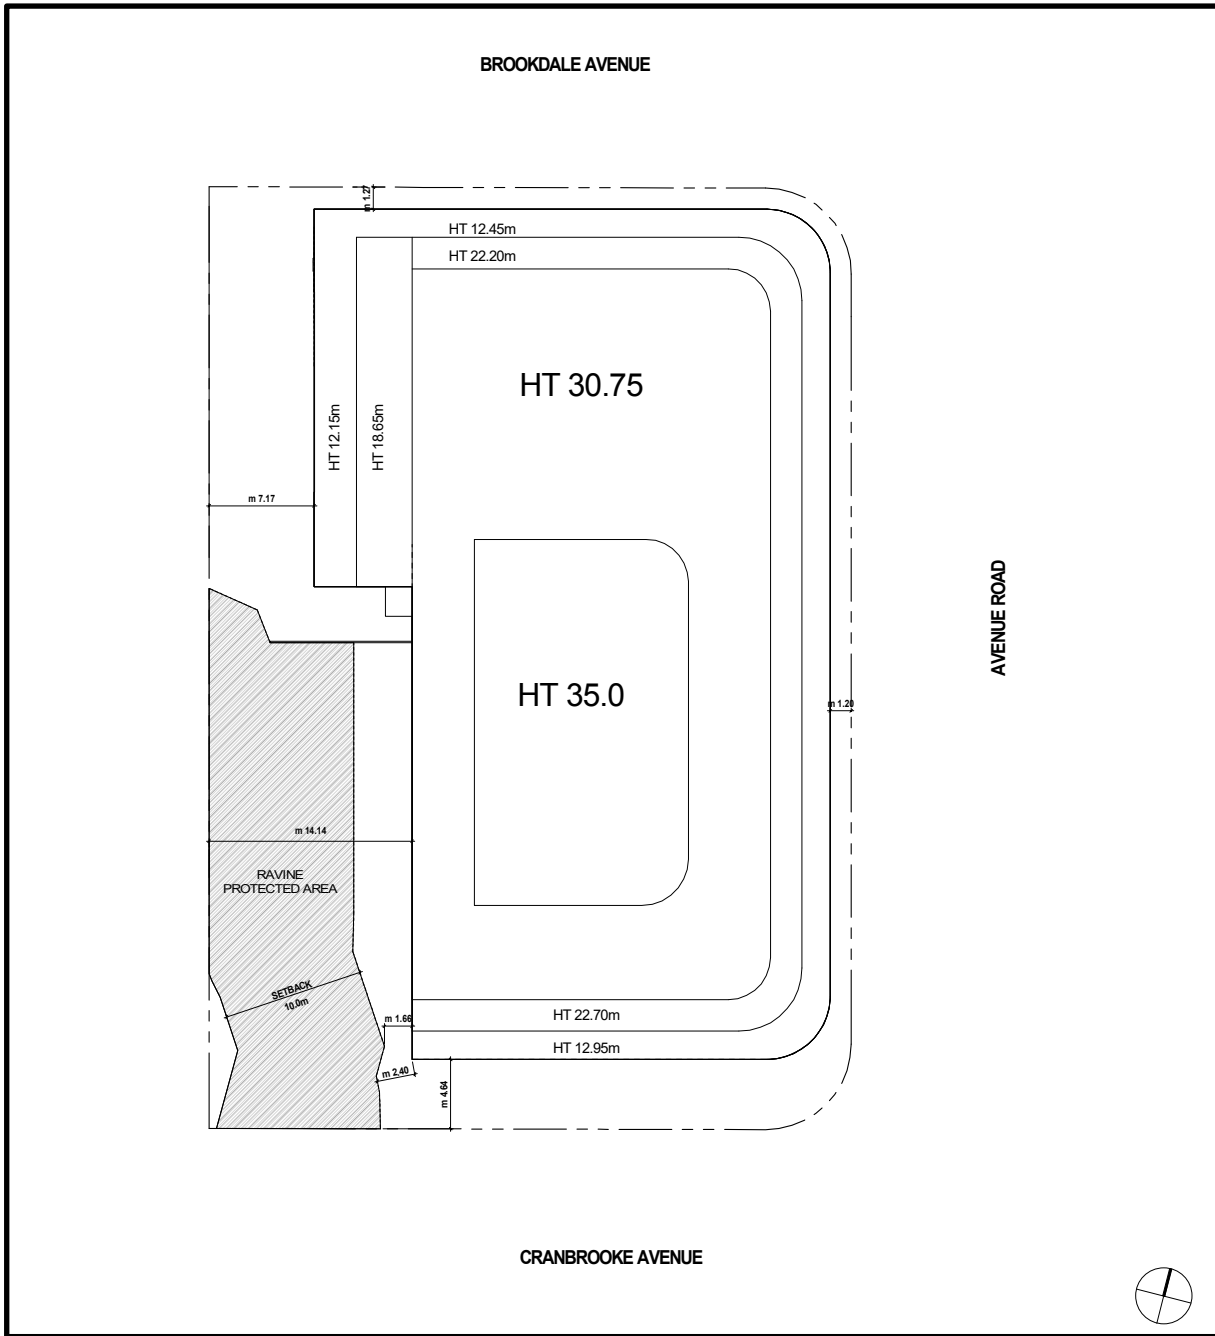 BROOKDALE AVENUE
m 1.27
HT 12.45m
HT 22.20m
HT 30.75
HT 12.15m
HT 18.65m
m 7.17
AVENUE ROAD
HT 35.0
m 1.20
m 14.14
RAVINE
PROTECTED AREA
SETBACK
10.0m
m 1.66
HT 22.70m
HT 12.95m
m 2.40
m 4.64
CRANBROOKE AVENUE